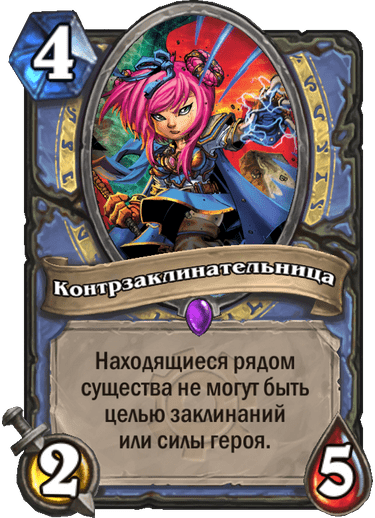 4
Контрзаклинательница
Находящиеся рядом
существа не могут быть
целью заклинаний
или силы героя.
2
5